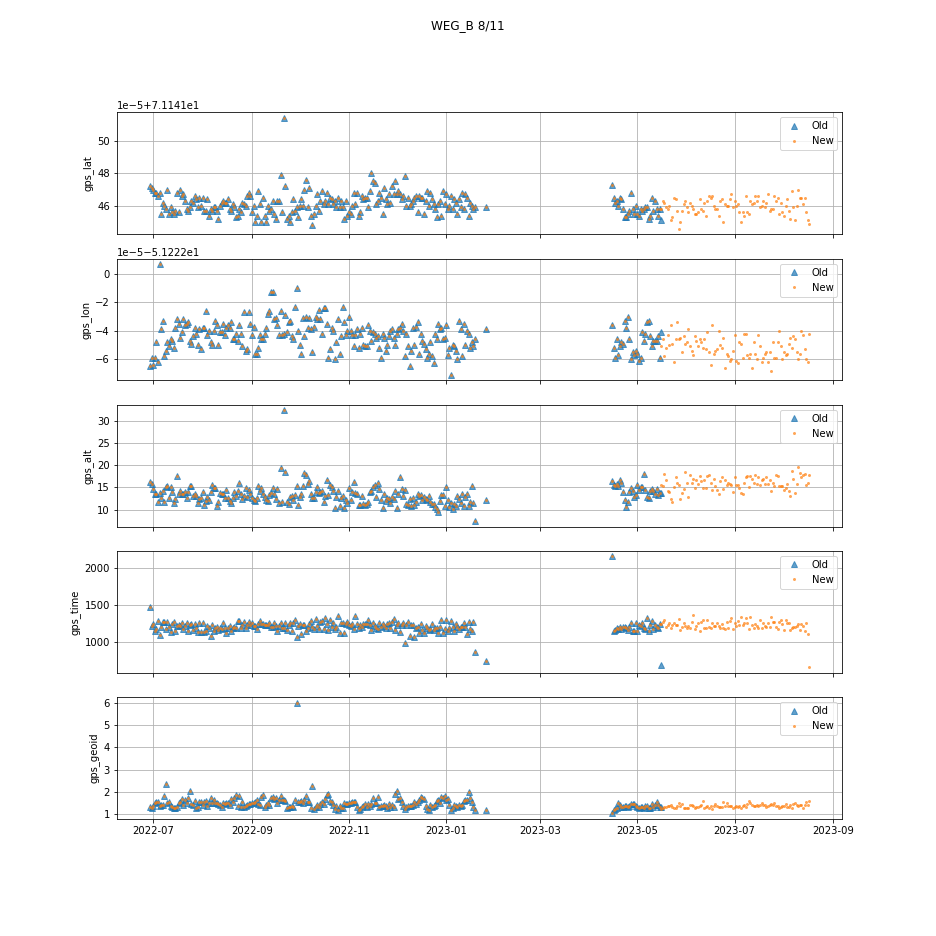 WEG_B 8/11
1e−5+7.1141e1
50
48
46
gps_lat
Old
New
1e−5−5.1222e1
0
−2
−4
−6
gps_lon
Old
New
30
25
20
15
10
gps_alt
Old
New
2000
1500
1000
gps_time
Old
New
6
5
4
3
2
1
gps_geoid
Old
New
2022-07 2022-09 2022-11 2023-01 2023-03 2023-05 2023-07 2023-09